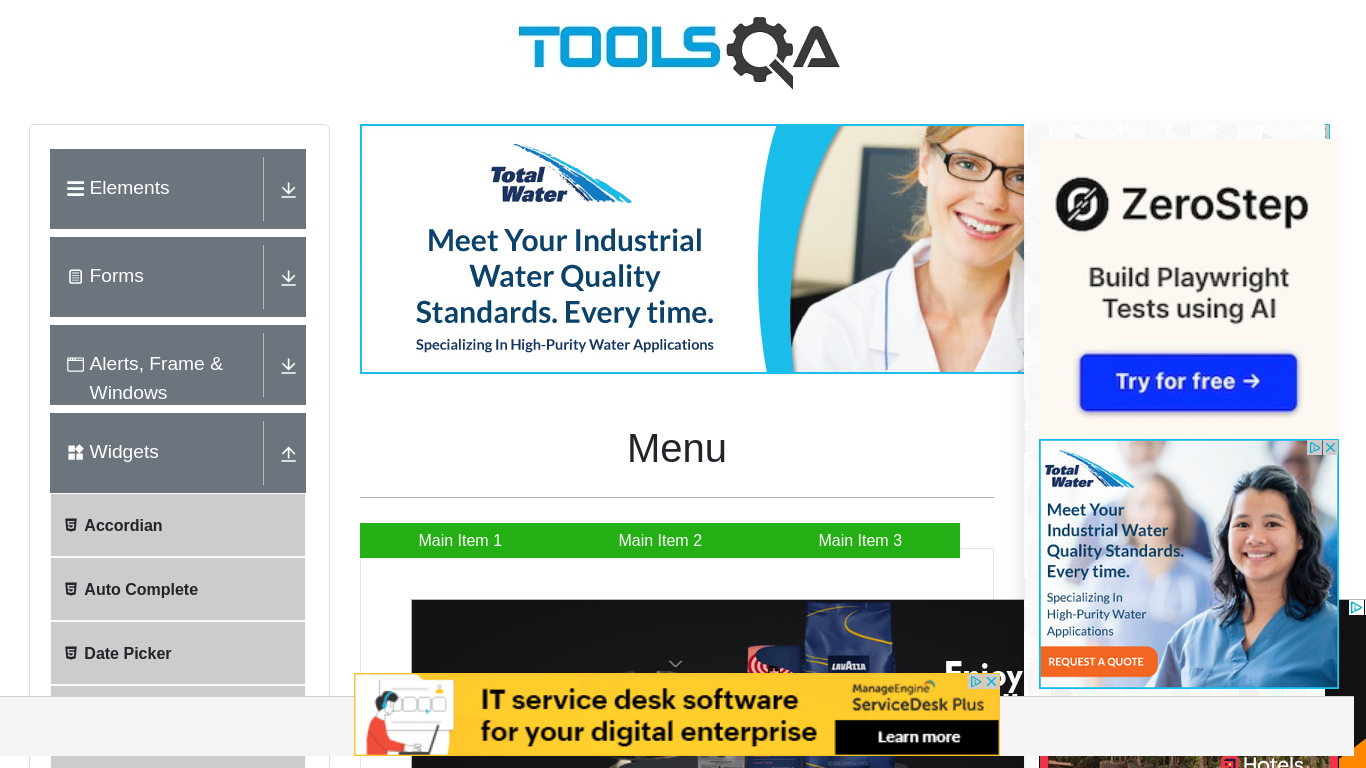 TOOLSQA
Elements
Forms
Alerts, Frame &
Windows
Widgets
Accordian
Auto Complete
Date Picker
Total
Water
Meet Your Industrial
Water Quality
Standards. Every time.
Specializing In High-Purity Water Applications
Menu
Main Item 1
Main Item 2
Main Item 3
LAVAZZA
Enjoy
ZeroStep
Build Playwright
Tests using AI
Try for free →
Total
Water
Meet Your
Industrial Water
Quality Standards.
Every time.
Specializing In
High-Purity Water
Applications
REQUEST A QUOTE
IT service desk software
for your digital enterprise
ManageEngine
ServiceDesk Plus
Learn more
Hotels